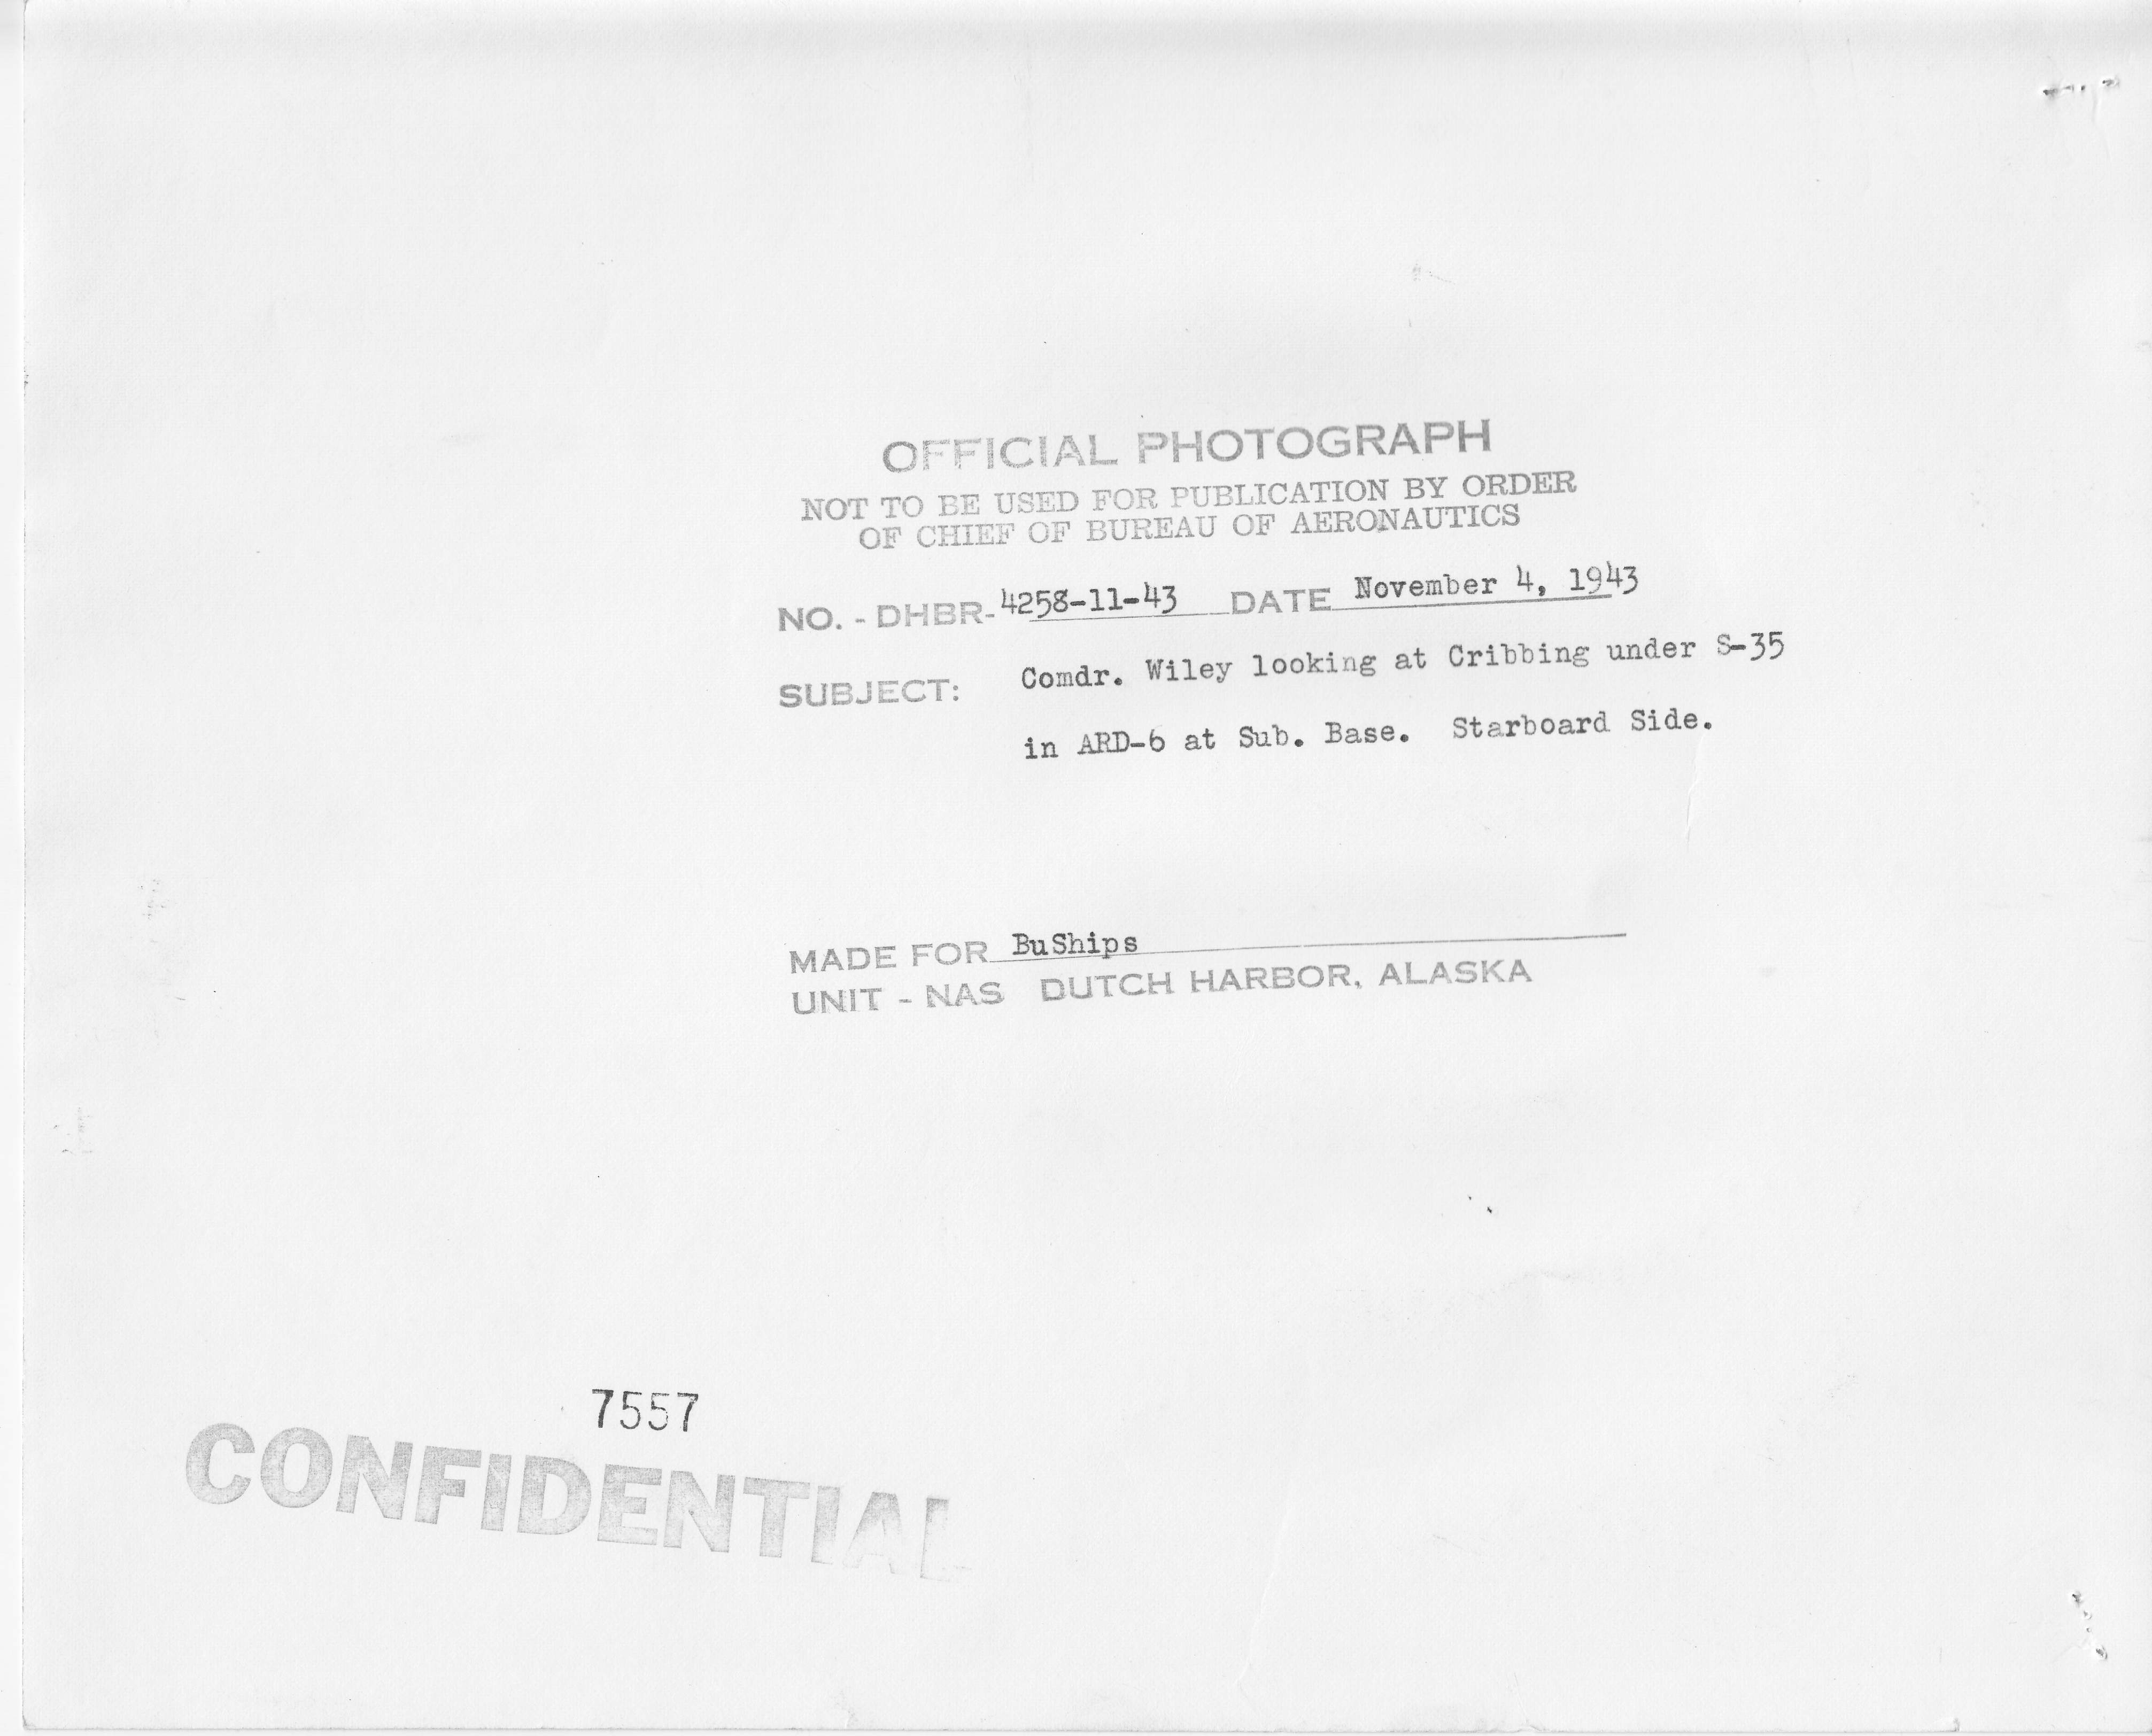 OFFICIAL PHOTOGRAPH
NOT TO BE USED FOR PUBLICATION BY ORDER
OF CHIEF OF BUREAU OF AERONAUTICS
NO. - DHBR- 4258-11-43 DATE November 4, 1943
SUBJECT: Comdr. Wiley looking at Cribbing under S-35
in ARD-6 at Sub. Base. Starboard Side.
MADE FOR BuShips
UNIT - NAS DUTCH HARBOR, ALASKA
7557
CONFIDENTIAL